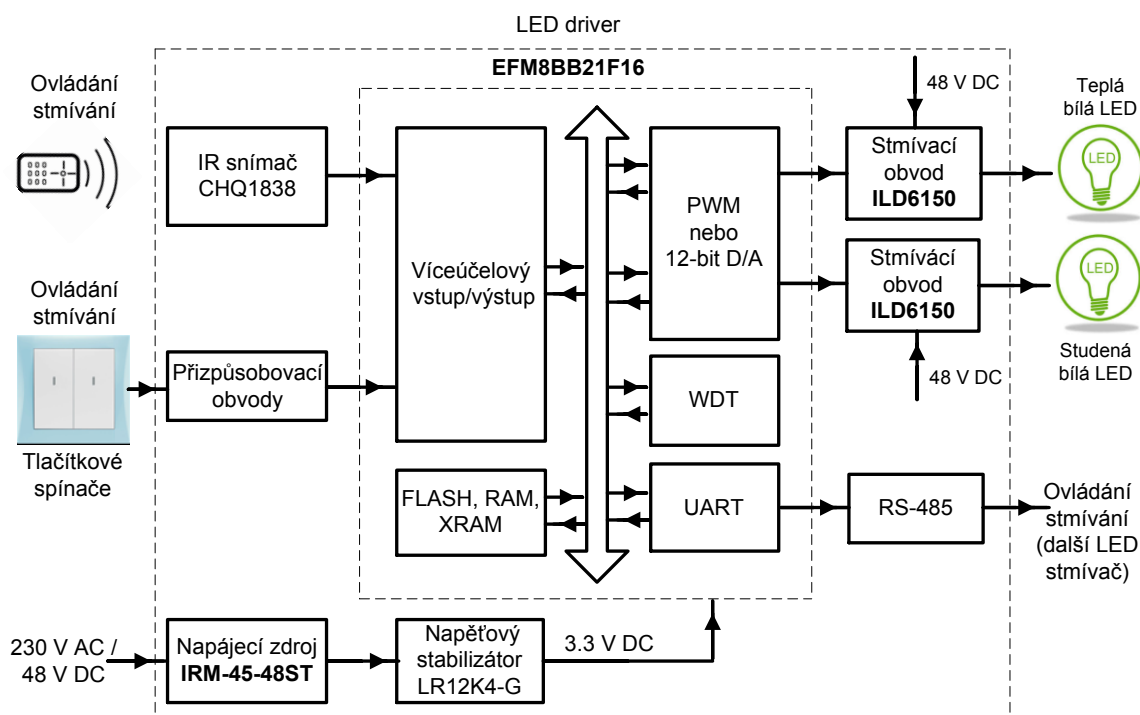 LED driver
EFM8BB21F16
Ovládání
stmívání
IR snímač
CHQ1838
Víceúčelový
vstup/výstup
PWM
nebo
12-bit D/A
48 V DC
Stmívací
obvod
ILD6150
Teplá
bílá LED
LED
Stmívácí
obvod
ILD6150
48 V DC
LED
Studená
bílá LED
Ovládání
stmívání
Tlačítkové
spínače
Přizpůsobovací
obvody
WDT
FLASH, RAM,
XRAM
UART
RS-485
Ovládání
stmívání
(další LED
stmívač)
230 V AC /
48 V DC
Napájecí zdroj
IRM-45-48ST
Napěťový
stabilizátor
LR12K4-G
3.3 V DC